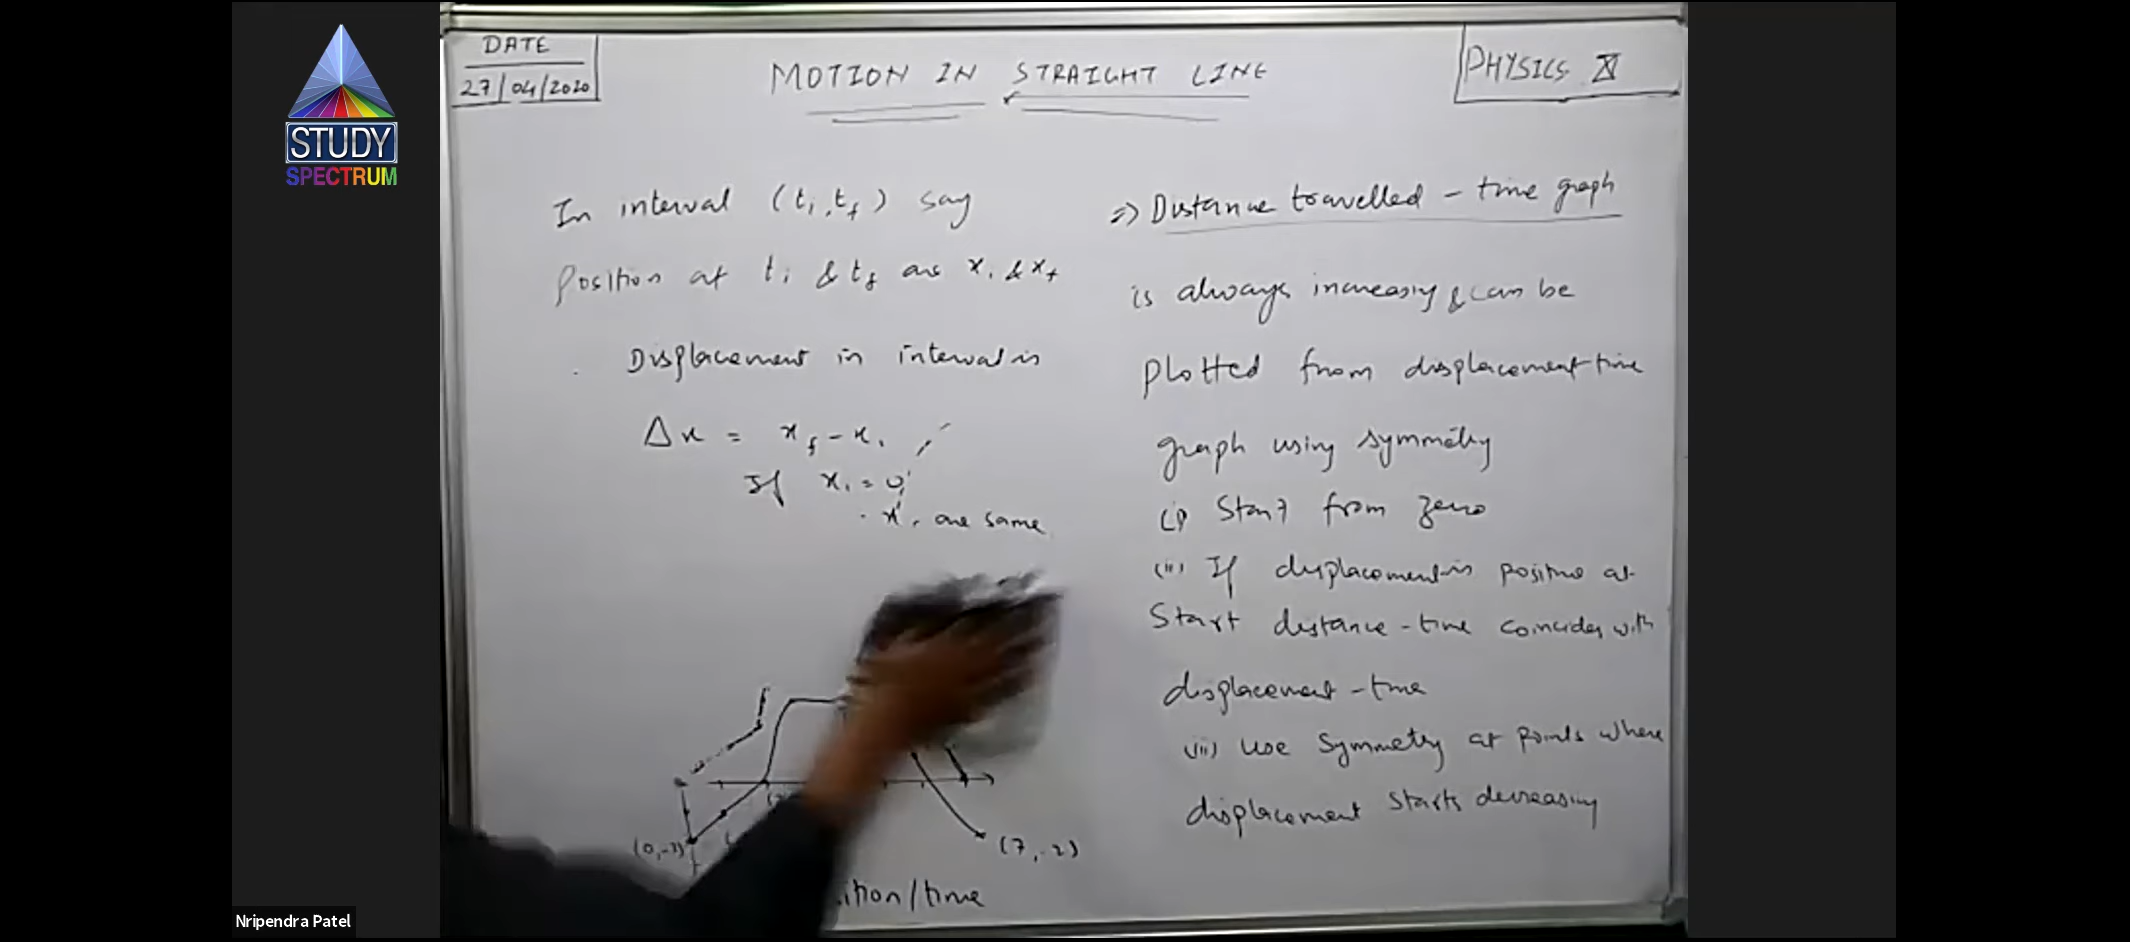 STUDY
SPECTRUM
DATE
27/04/2020
MOTION IN STRAIGHT LINE
PHYSICS XI
In interval (ti, tf) say
position at ti & tf are xi & xf
Displacement in interval is
Δx = xf - xi
If xi = 0
are same
(0,-2)
(7,-2)
ition/time
=> Distance travelled - time graph
is always increasing & can be
plotted from displacement-time
graph using symmetry
(i) Start from zero
(ii) If displacement is positive at
start distance-time coincides with
displacement-time
(iii) use symmetry at points where
displacement starts decreasing
Nripendra Patel